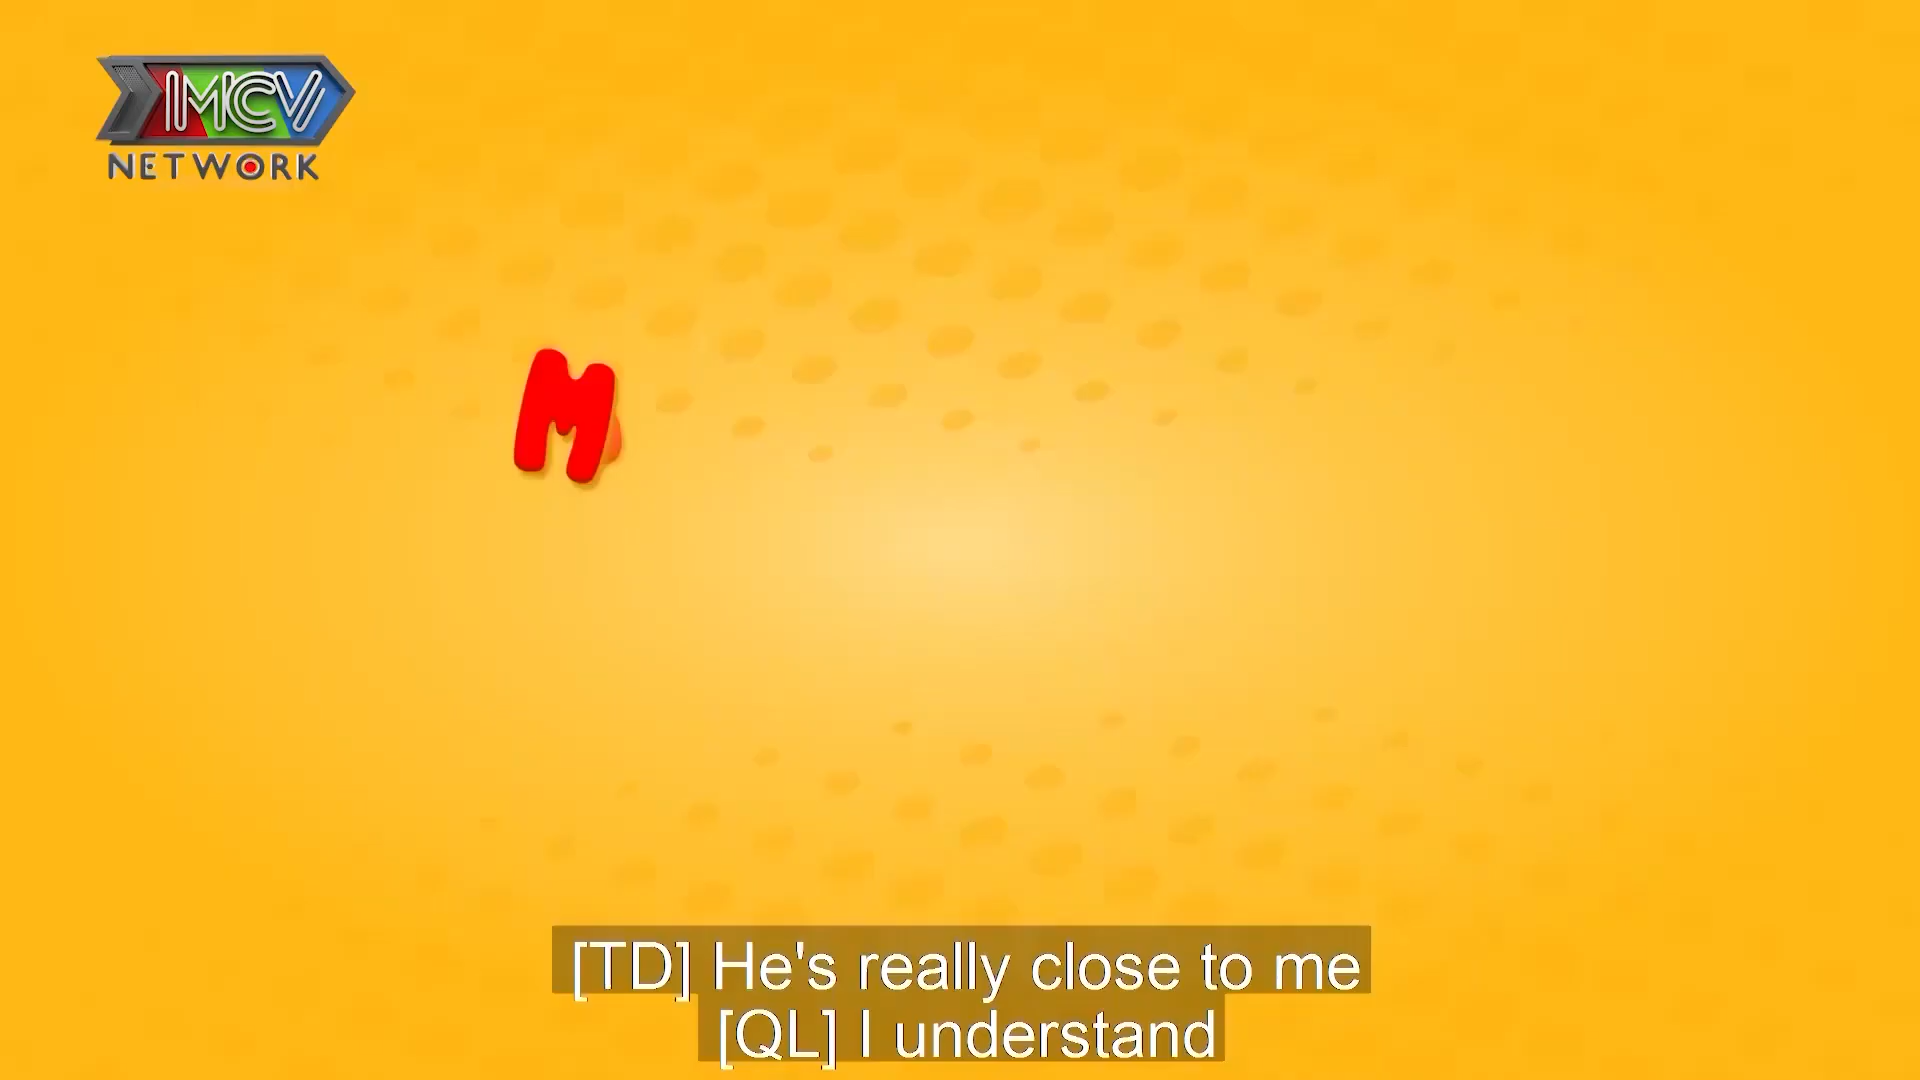 MCV
NETWORK
M
[TD] He's really close to me
[QL] I understand